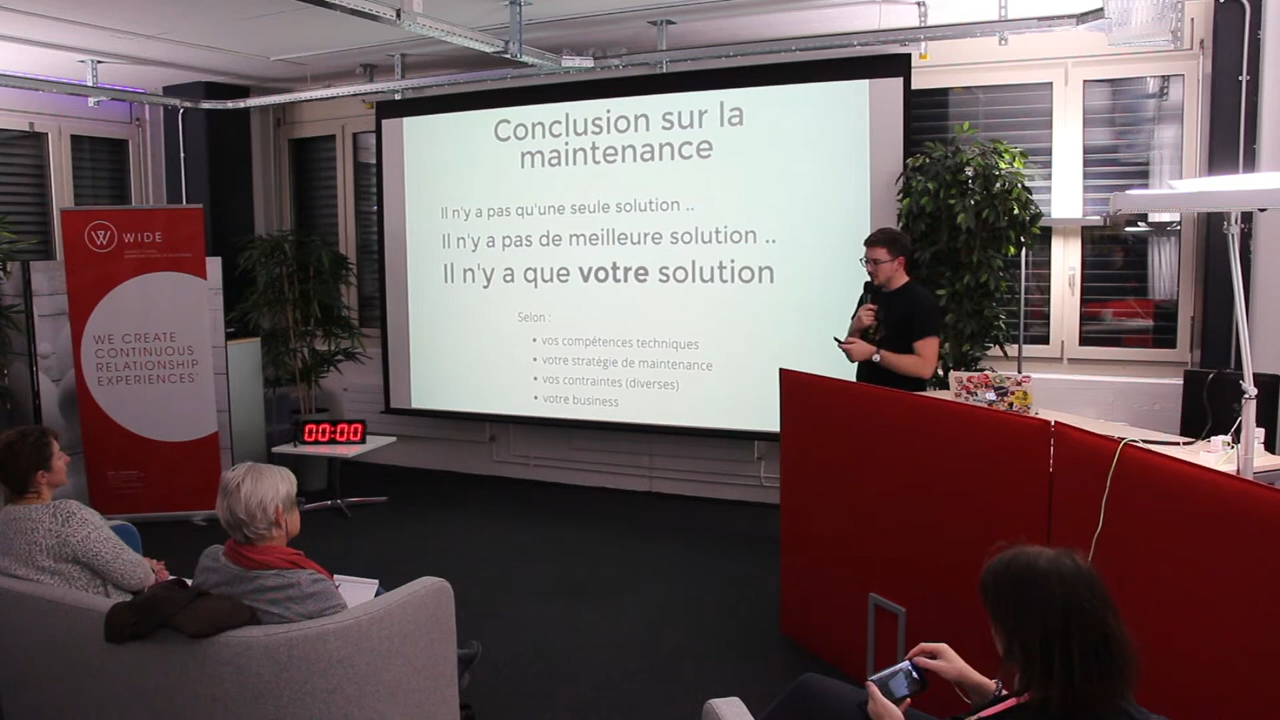 Conclusion sur la
maintenance
Il n'y a pas qu'une seule solution ..
Il n'y a pas de meilleure solution ..
Il n'y a que votre solution
Selon :
vos compétences techniques
votre stratégie de maintenance
vos contraintes (diverses)
votre business
W WIDE
WE CREATE
CONTINUOUS
RELATIONSHIP
EXPERIENCES
00:00